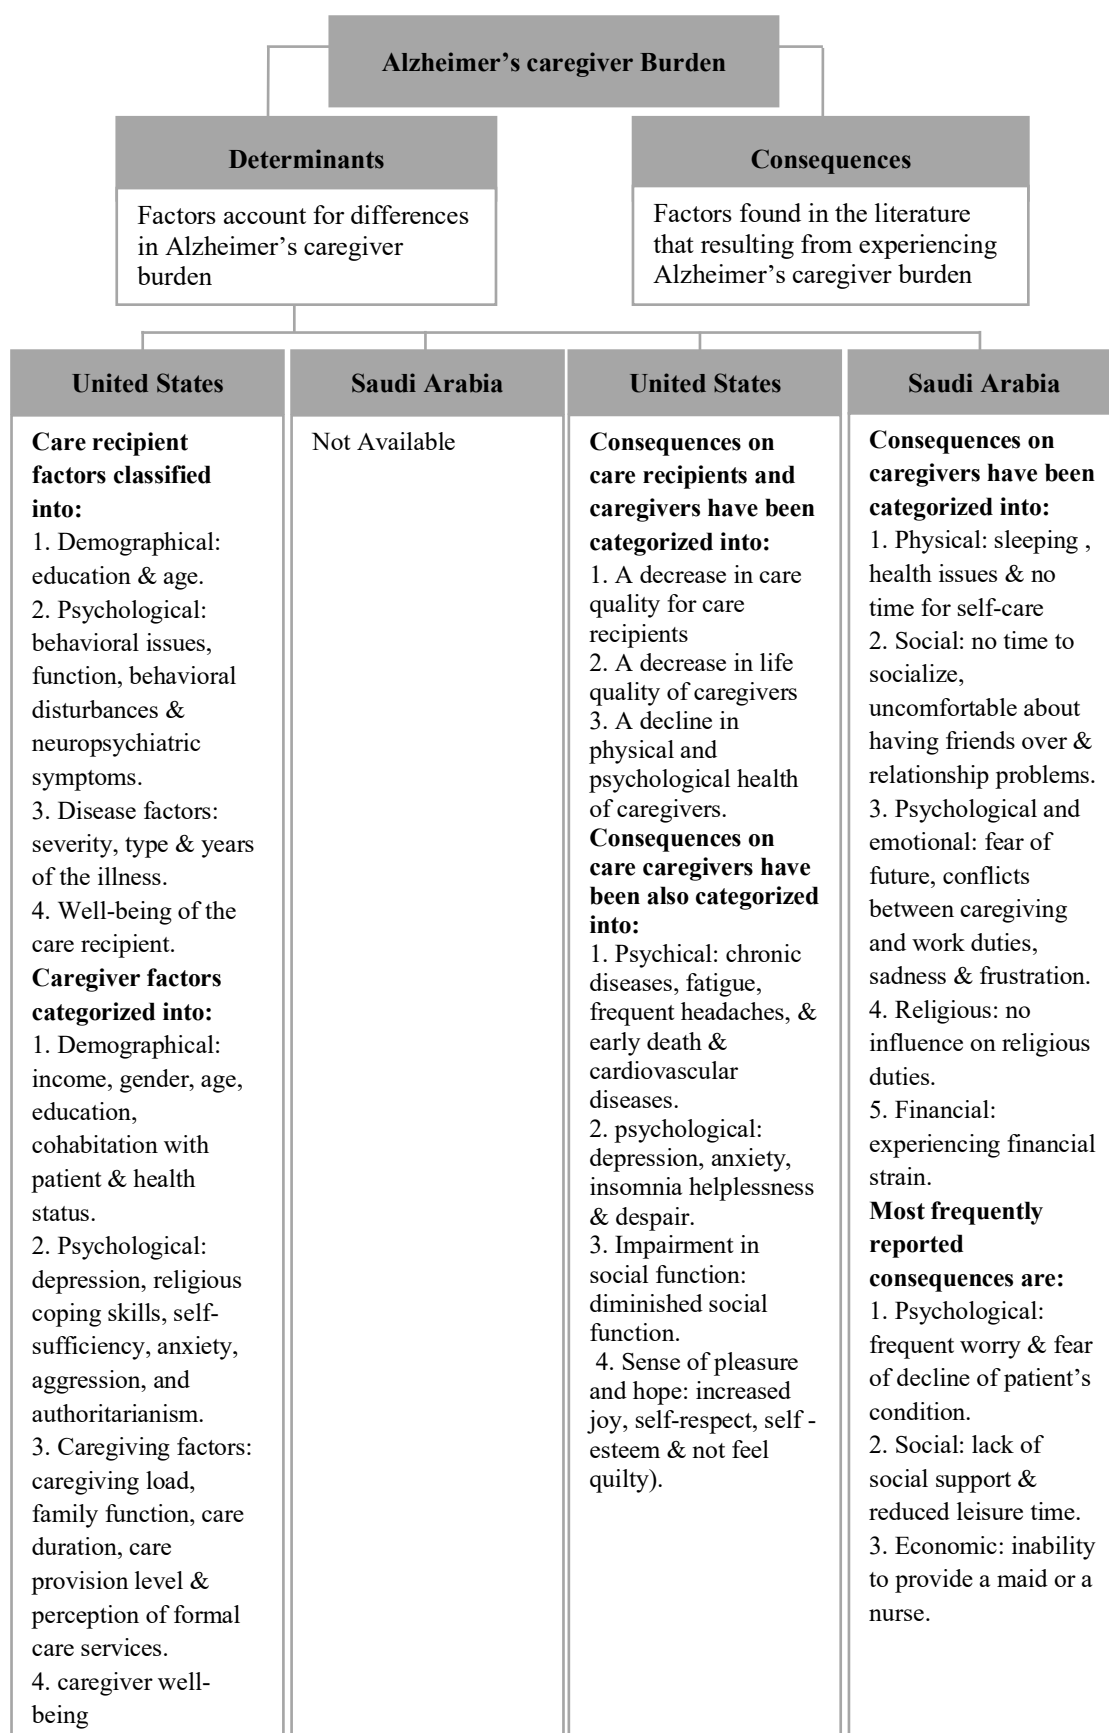 Alzheimer's caregiver Burden
Determinants
Factors account for differences
in Alzheimer's caregiver
burden
Consequences
Factors found in the literature
that resulting from experiencing
Alzheimer's caregiver burden
United States
Care recipient
factors classified
into:
1. Demographical:
education & age.
2. Psychological:
behavioral issues,
function, behavioral
disturbances &
neuropsychiatric
symptoms.
3. Disease factors:
severity, type & years
of the illness.
4. Well-being of the
care recipient.
Caregiver factors
categorized into:
1. Demographical:
income, gender, age,
education,
cohabitation with
patient & health
status.
2. Psychological:
depression, religious
coping skills, self-
sufficiency, anxiety,
aggression, and
authoritarianism.
3. Caregiving factors:
caregiving load,
family function, care
duration, care
provision level &
perception of formal
care services.
4. caregiver well-
being
Saudi Arabia
Not Available
United States
Consequences on
care recipients and
caregivers have been
categorized into:
1. A decrease in care
quality for care
recipients
2. A decrease in life
quality of caregivers
3. A decline in
physical and
psychological health
of caregivers.
Consequences on
care caregivers have
been also categorized
into:
1. Psychical: chronic
diseases, fatigue,
frequent headaches, &
early death &
cardiovascular
diseases.
2. psychological:
depression, anxiety,
insomnia helplessness
& despair.
3. Impairment in
social function:
diminished social
function.
4. Sense of pleasure
and hope: increased
joy, self-respect, self -
esteem & not feel
quilty).
Saudi Arabia
Consequences on
caregivers have been
categorized into:
1. Physical: sleeping ,
health issues & no
time for self-care
2. Social: no time to
socialize,
uncomfortable about
having friends over &
relationship problems.
3. Psychological and
emotional: fear of
future, conflicts
between caregiving
and work duties,
sadness & frustration.
4. Religious: no
influence on religious
duties.
5. Financial:
experiencing financial
strain.
Most frequently
reported
consequences are:
1. Psychological:
frequent worry & fear
of decline of patient's
condition.
2. Social: lack of
social support &
reduced leisure time.
3. Economic: inability
to provide a maid or a
nurse.